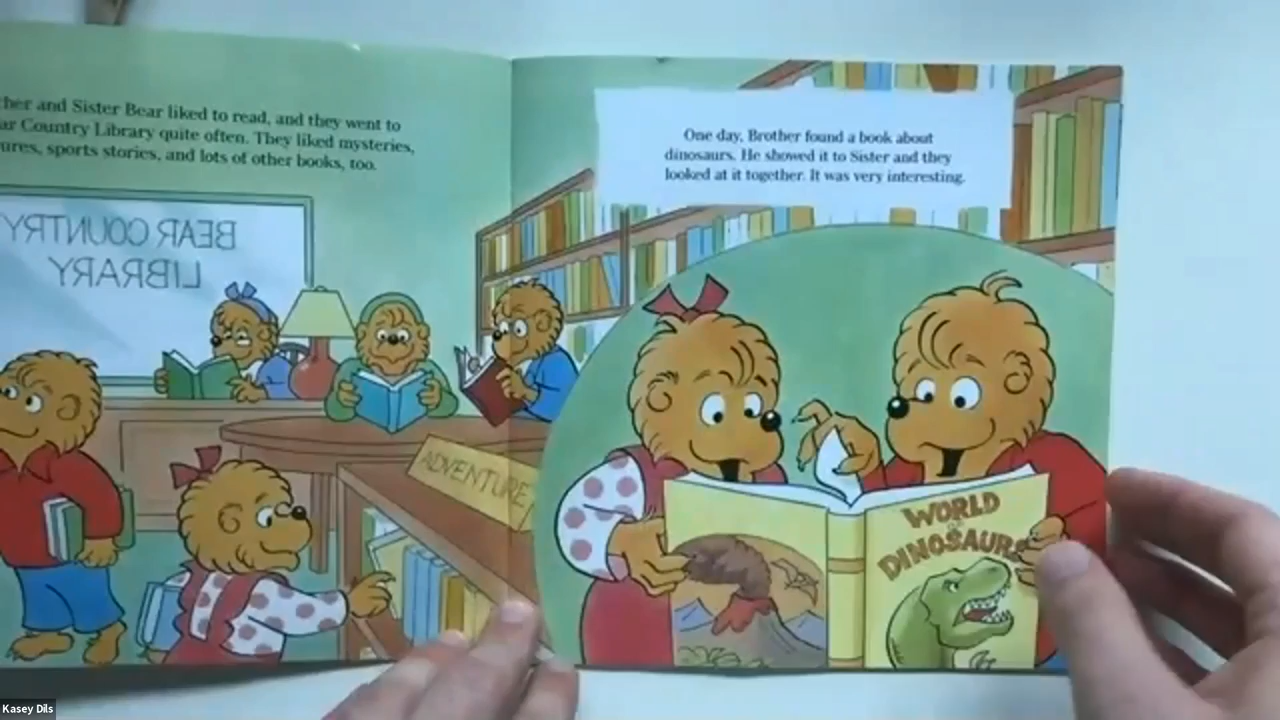 her and Sister Bear liked to read, and they went to
Country Library quite often. They liked mysteries,
sports stories, and lots of other books, too.
BEAR COUNTRY
LIBRARY
ADVENTURE
One day, Brother found a book about
dinosaurs. He showed it to Sister and they
looked at it together. It was very interesting.
WORLD
OF
DINOSAURS
Kasey Dils